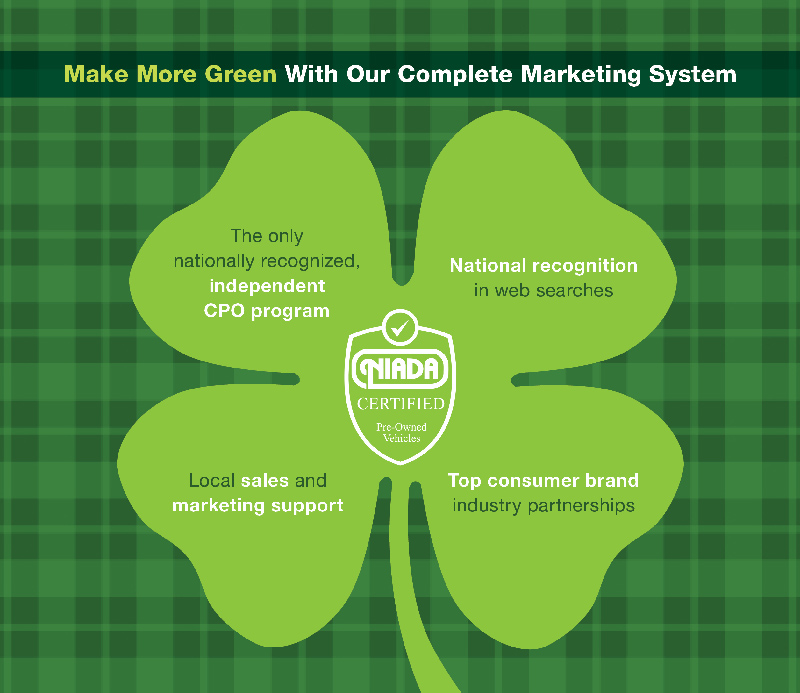 Make More Green With Our Complete Marketing System
The only
nationally recognized,
independent
CPO program
National recognition
in web searches
NIADA
CERTIFIED
Pre-Owned
Vehicles
Local sales and
marketing support
Top consumer brand
industry partnerships